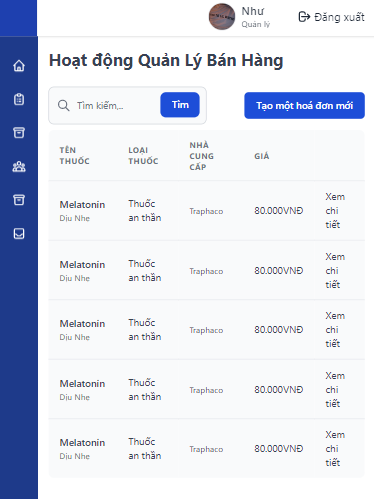 Như
Quản lý
Đăng xuất
Hoạt động Quản Lý Bán Hàng
Tìm kiếm,..
Tìm
Tạo một hoá đơn mới
TÊN THUỐC
LOẠI THUỐC
NHÀ CUNG CẤP
GIÁ
Melatonin
Dịu Nhẹ
Thuốc an thần
Traphaco
80.000VNĐ
Xem chi tiết
Melatonin
Dịu Nhẹ
Thuốc an thần
Traphaco
80.000VNĐ
Xem chi tiết
Melatonin
Dịu Nhẹ
Thuốc an thần
Traphaco
80.000VNĐ
Xem chi tiết
Melatonin
Dịu Nhẹ
Thuốc an thần
Traphaco
80.000VNĐ
Xem chi tiết
Melatonin
Dịu Nhẹ
Thuốc an thần
Traphaco
80.000VNĐ
Xem chi tiết